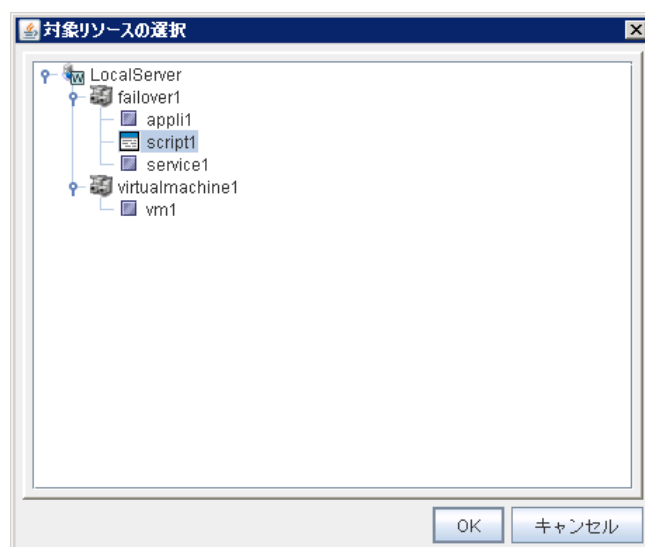 対象リソースの選択
LocalServer
failover1
appli1
script1
service1
virtualmachine1
vm1
OK
キャンセル